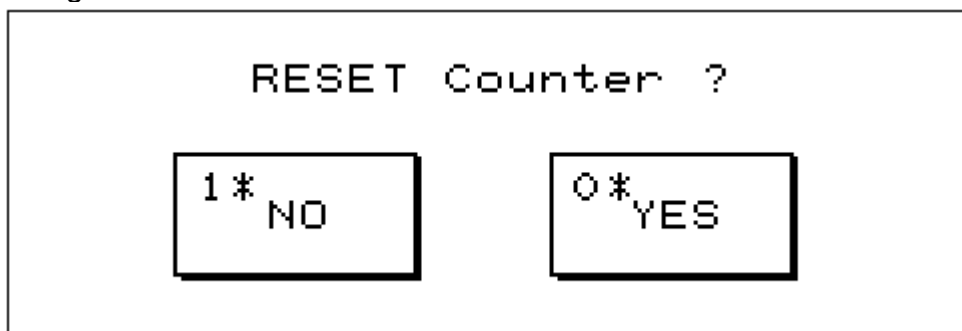 RESET Counter ?
1* NO
0* YES